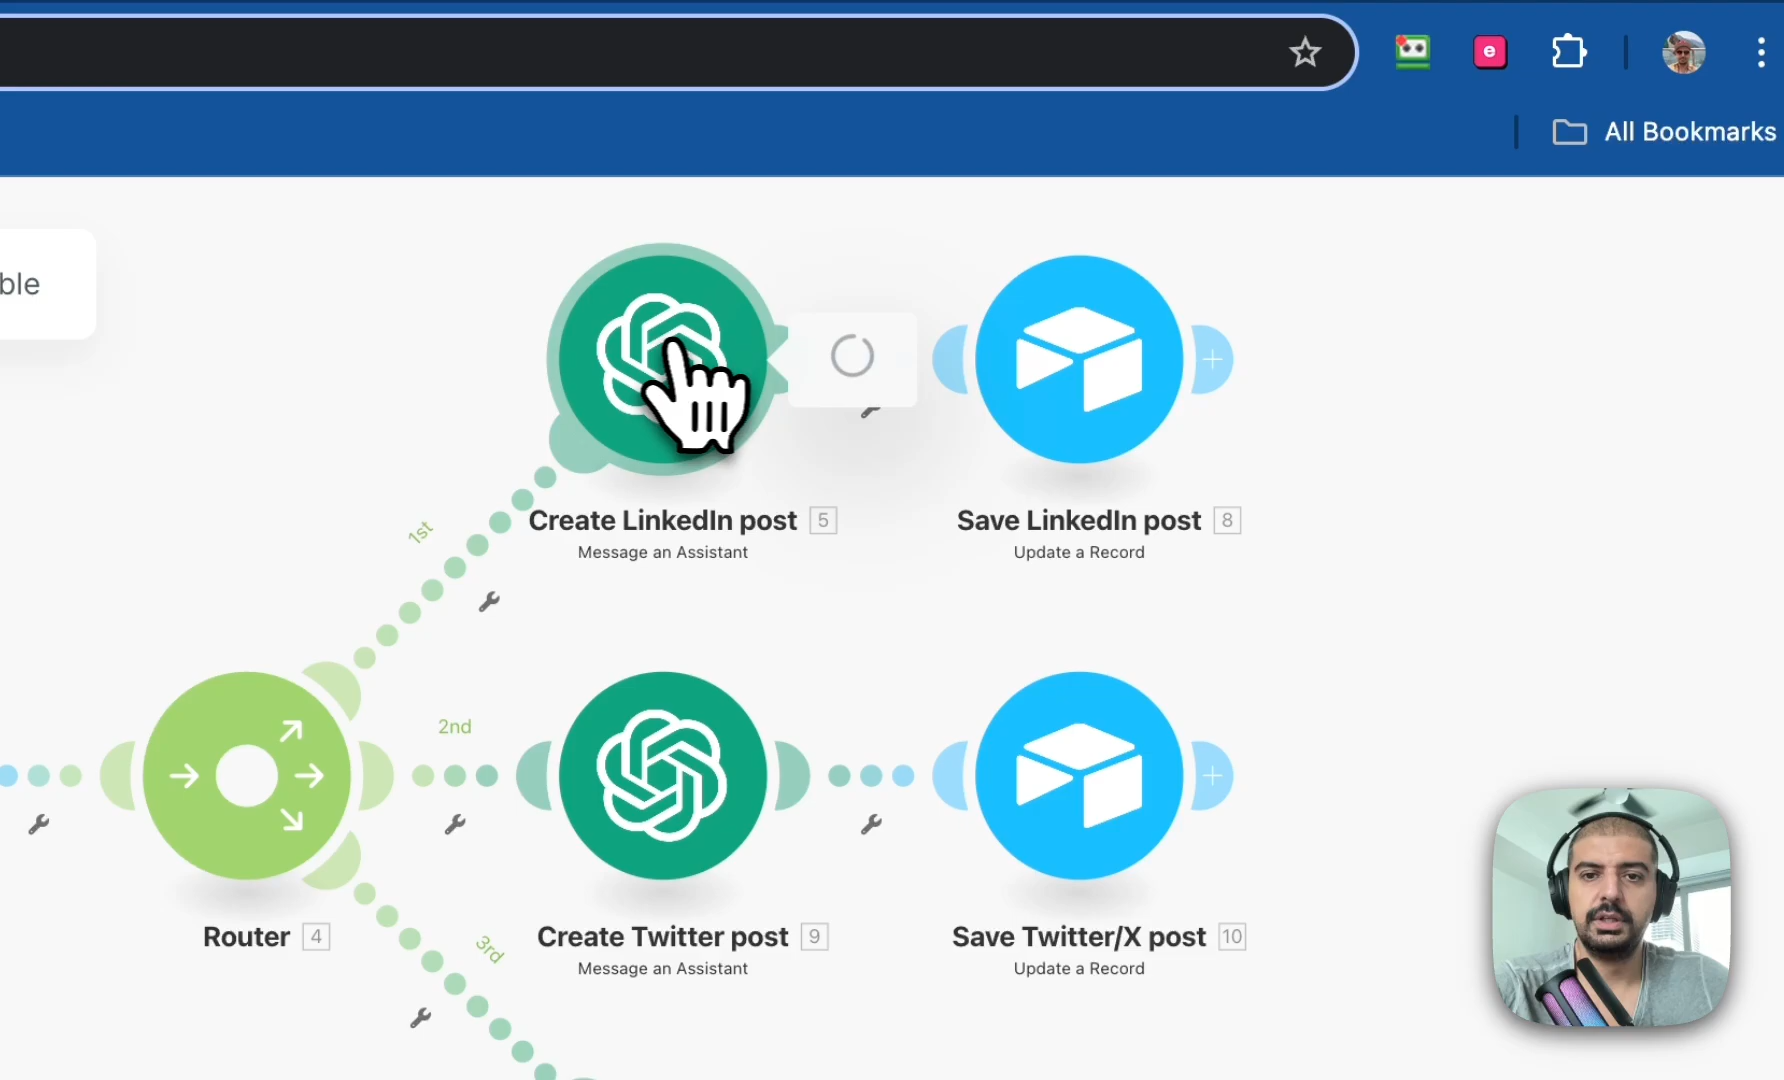 e
All Bookmarks
ble
Create LinkedIn post 5
Message an Assistant
Save LinkedIn post 8
Update a Record
1st
2nd
3rd
Router 4
Create Twitter post 9
Message an Assistant
Save Twitter/X post 10
Update a Record